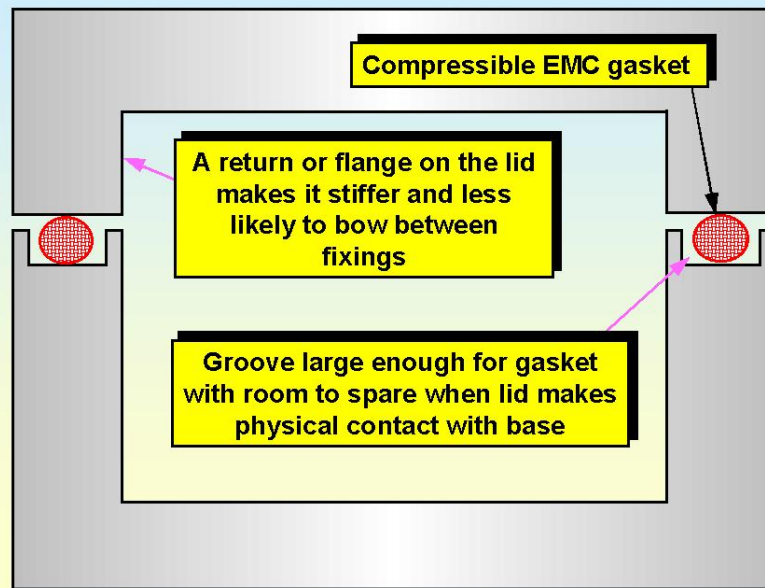 Compressible EMC gasket
A return or flange on the lid
makes it stiffer and less
likely to bow between
fixings
Groove large enough for gasket
with room to spare when lid makes
physical contact with base